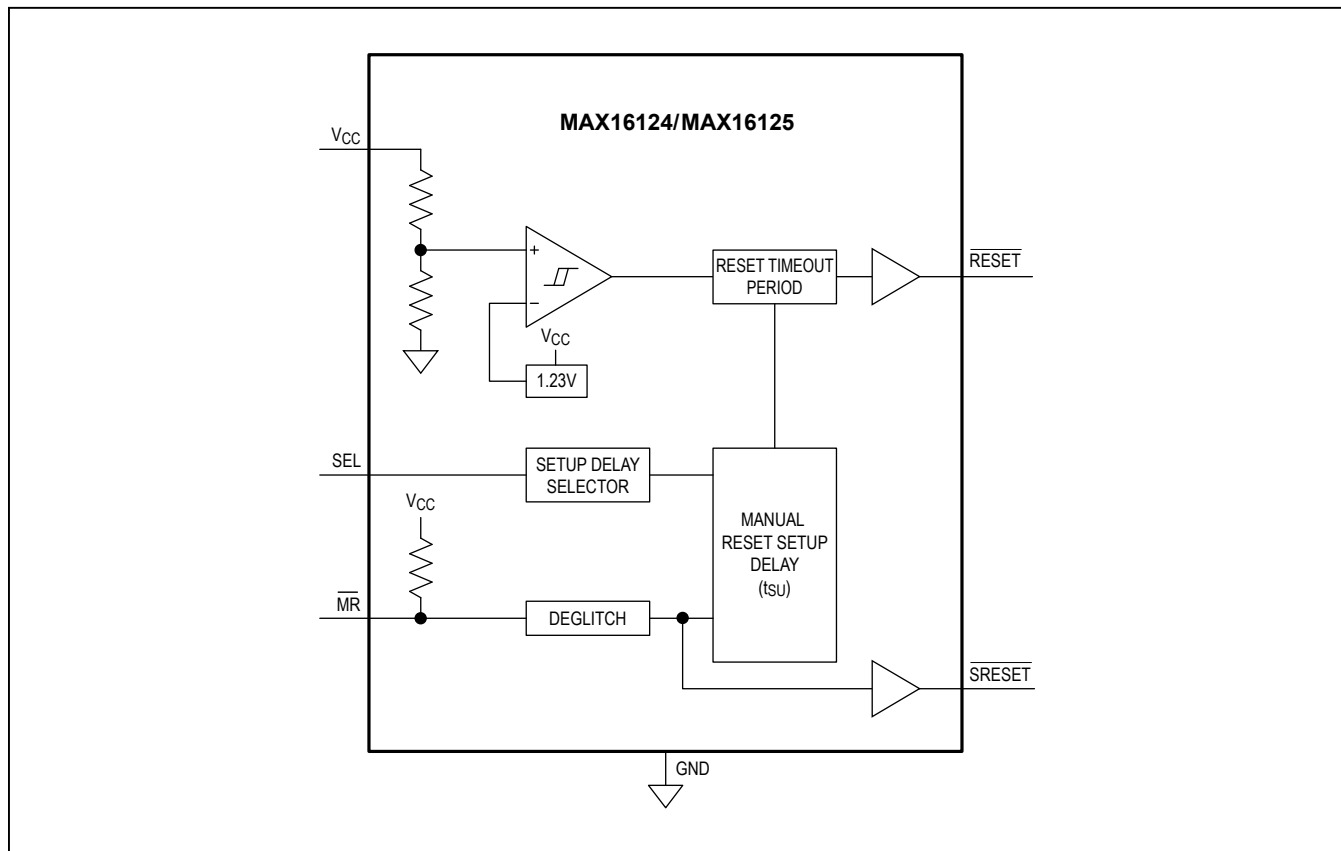 MAX16124/MAX16125
VCC
+
−
RESET TIMEOUT
PERIOD
RESET
VCC
1.23V
SEL
SETUP DELAY
SELECTOR
VCC
MANUAL
RESET SETUP
DELAY
(tSU)
MR
DEGLITCH
SRESET
GND